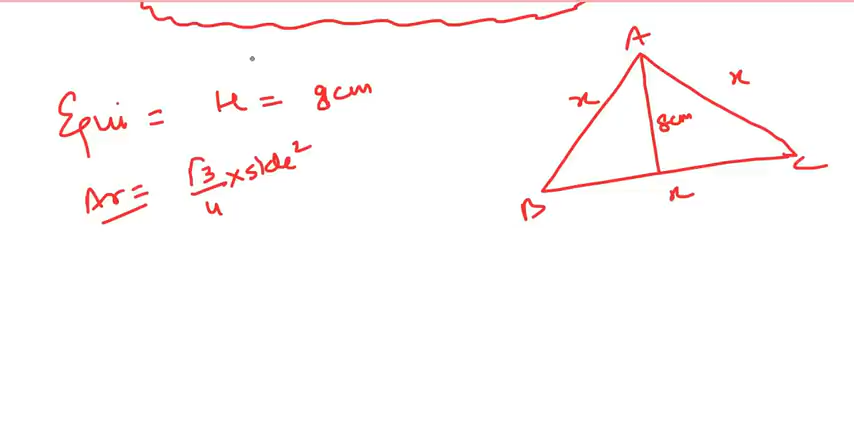 A
Equi = H = 8cm
x
x
8cm
Ar = √3/4 × side²
B
x
C